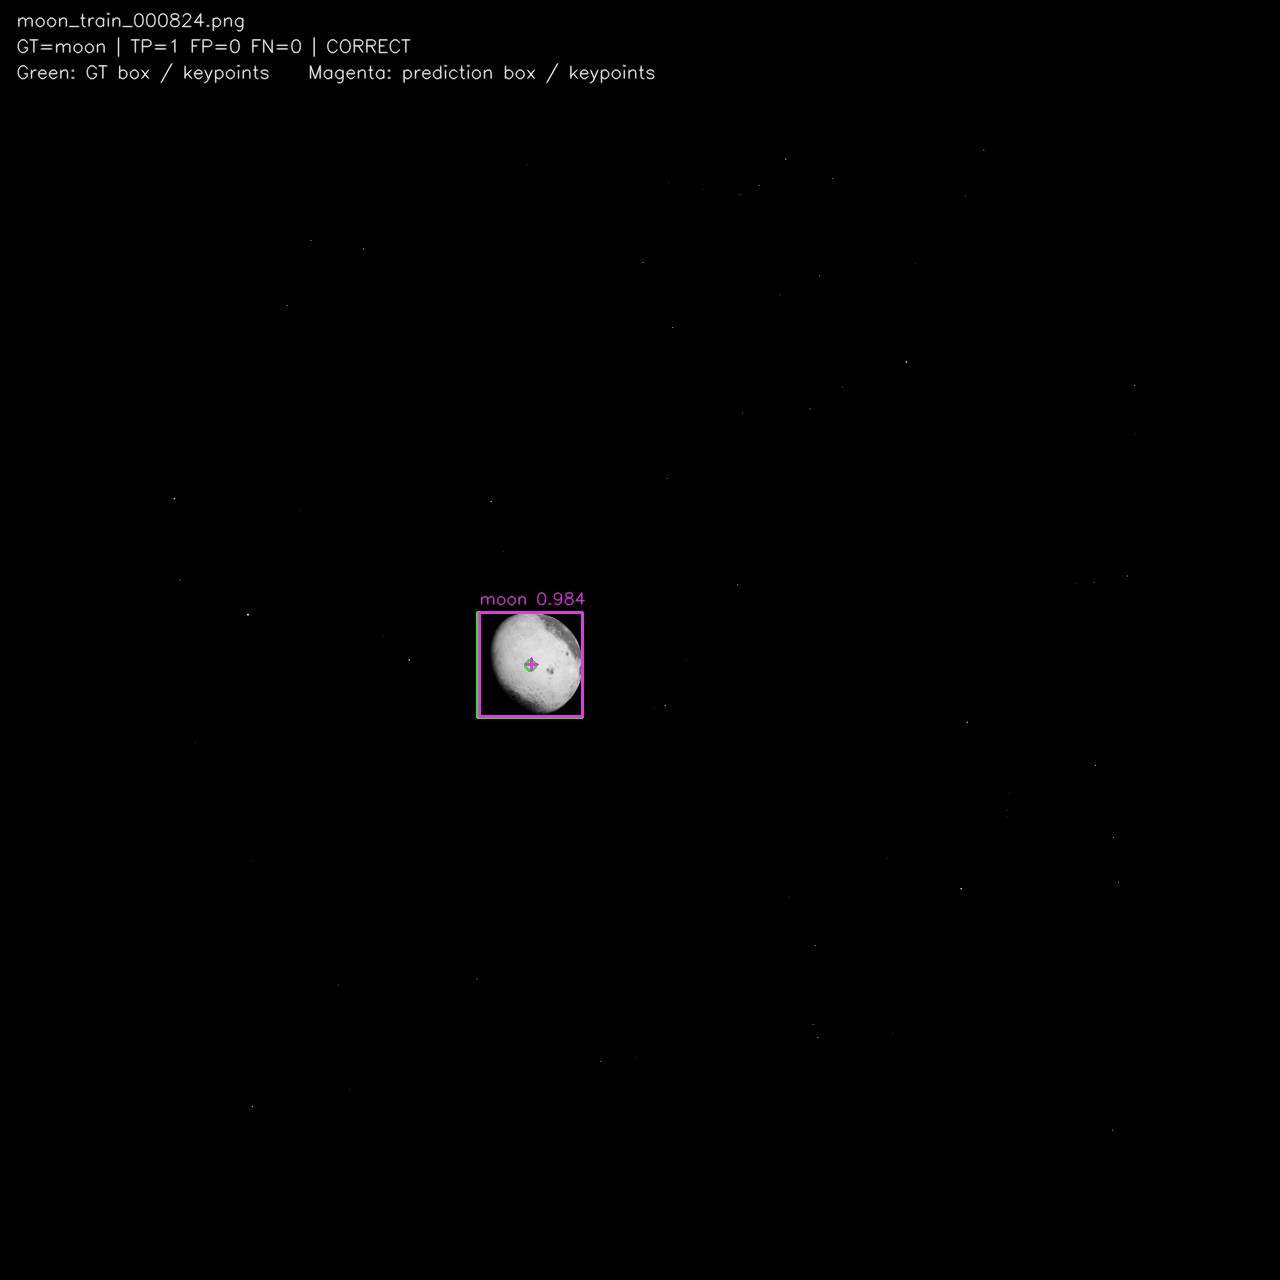 moon_train_000824.png
GT=moon | TP=1 FP=0 FN=0 | CORRECT
Green: GT box / keypoints    Magenta: prediction box / keypoints
moon 0.984